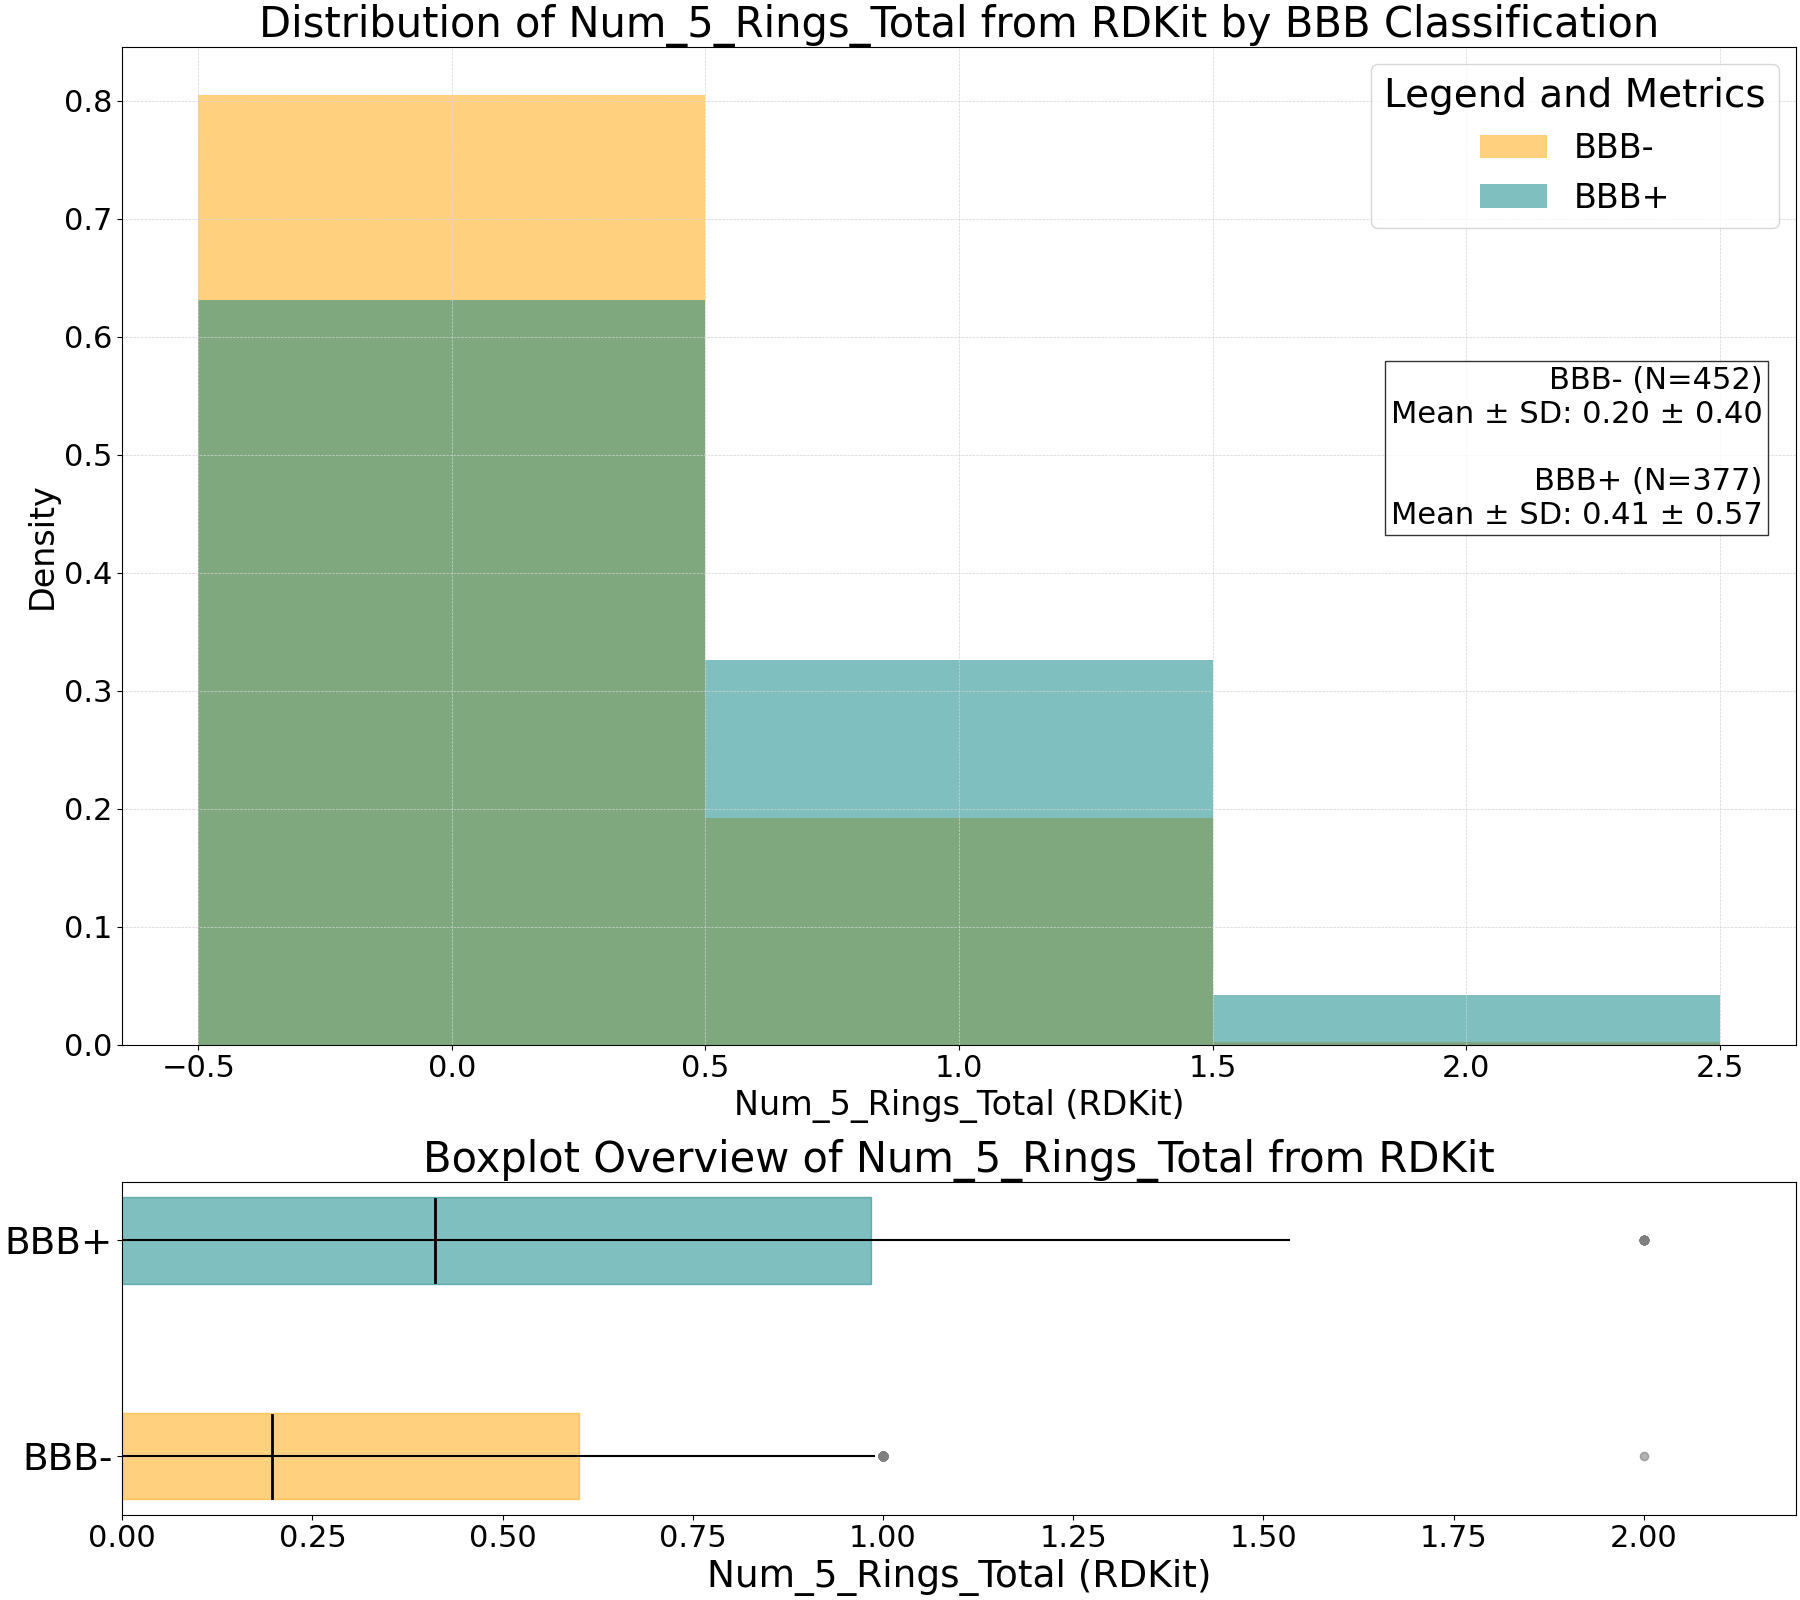 Distribution of Num_5_Rings_Total from RDKit by BBB Classification
Legend and Metrics
BBB-
BBB+
BBB- (N=452)
Mean ± SD: 0.20 ± 0.40
BBB+ (N=377)
Mean ± SD: 0.41 ± 0.57
Density
0.8
0.7
0.6
0.5
0.4
0.3
0.2
0.1
0.0
−0.5 0.0 0.5 1.0 1.5 2.0 2.5
Num_5_Rings_Total (RDKit)
Boxplot Overview of Num_5_Rings_Total from RDKit
BBB+
BBB-
0.00 0.25 0.50 0.75 1.00 1.25 1.50 1.75 2.00
Num_5_Rings_Total (RDKit)